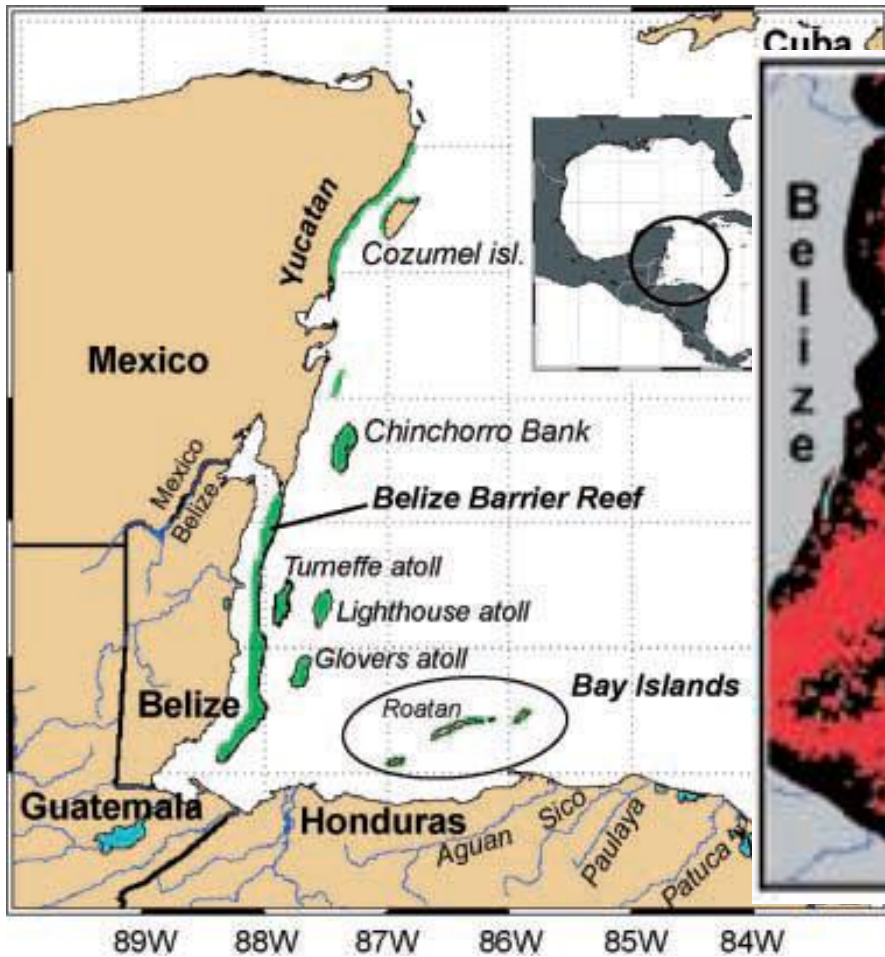 Cuba
Yucatan
Cozumel isl.
Mexico
Chinchorro Bank
Mexico
Belize
Belize Barrier Reef
Turneffe atoll
Lighthouse atoll
Glovers atoll
Bay Islands
Roatan
Belize
Guatemala
Honduras
Aguan
Sico
Paulaya
Patuca
89W 88W 87W 86W 85W 84W
Belize